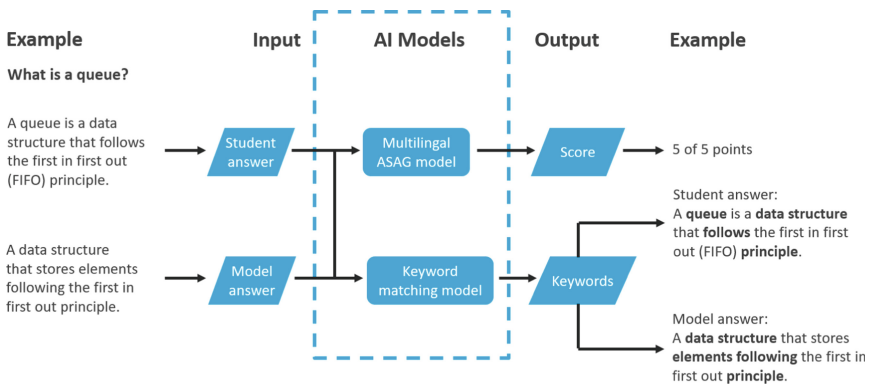 Example
Input
AI Models
Output
Example
What is a queue?
A queue is a data
structure that follows
the first in first out
(FIFO) principle.
Student
answer
Multilingal
ASAG model
Score
5 of 5 points
Student answer:
A queue is a data structure
that follows the first in first
out (FIFO) principle.
A data structure
that stores elements
following the first in
first out principle.
Model
answer
Keyword
matching model
Keywords
Model answer:
A data structure that stores
elements following the first in
first out principle.